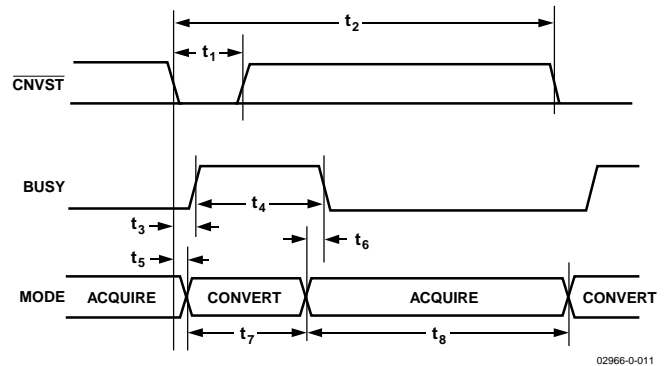 t2
t1
CNVST
BUSY
t4
t3
t6
t5
MODE ACQUIRE CONVERT ACQUIRE CONVERT
t7 t8
02966-0-011